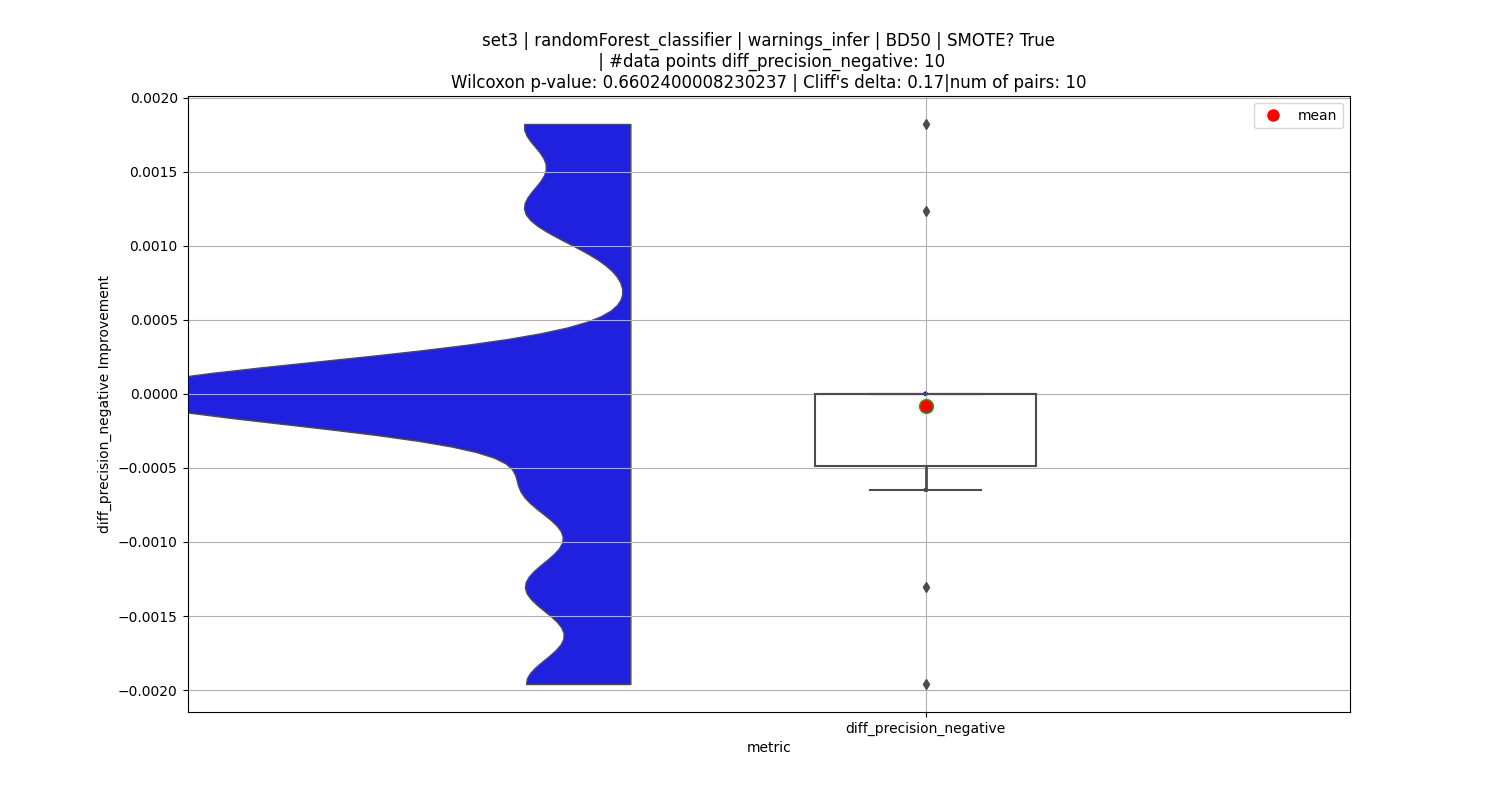 set3 | randomForest_classifier | warnings_infer | BD50 | SMOTE? True
| #data points diff_precision_negative: 10
Wilcoxon p-value: 0.6602400008230237 | Cliff's delta: 0.17|num of pairs: 10
mean
0.0020
0.0015
0.0010
0.0005
0.0000
−0.0005
−0.0010
−0.0015
−0.0020
diff_precision_negative Improvement
diff_precision_negative
metric